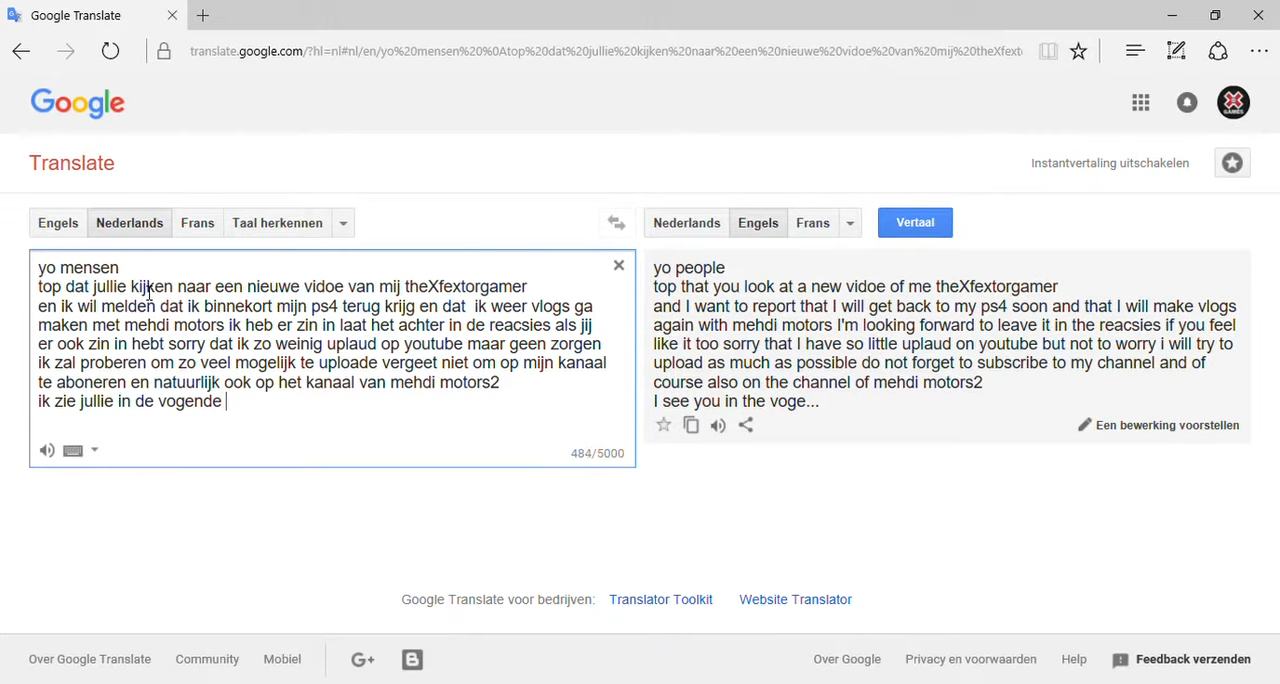 Google Translate
translate.google.com/?hl=nl#nl/en/yo%20mensen%20%0Atop%20dat%20jullie%20kijken%20naar%20een%20nieuwe%20vidoe%20van%20mij%20theXfext
Google
GAMES
Translate
Instantvertaling uitschakelen
Engels Nederlands Frans Taal herkennen
Nederlands Engels Frans Vertaal
yo mensen
top dat jullie kijken naar een nieuwe vidoe van mij theXfextorgamer
en ik wil melden dat ik binnekort mijn ps4 terug krijg en dat  ik weer vlogs ga
maken met mehdi motors ik heb er zin in laat het achter in de reacsies als jij
er ook zin in hebt sorry dat ik zo weinig uplaud op youtube maar geen zorgen
ik zal proberen om zo veel mogelijk te uploade vergeet niet om op mijn kanaal
te aboneren en natuurlijk ook op het kanaal van mehdi motors2
ik zie jullie in de vogende
484/5000
yo people
top that you look at a new vidoe of me theXfextorgamer
and I want to report that I will get back to my ps4 soon and that I will make vlogs
again with mehdi motors I'm looking forward to leave it in the reacsies if you feel
like it too sorry that I have so little uplaud on youtube but not to worry i will try to
upload as much as possible do not forget to subscribe to my channel and of
course also on the channel of mehdi motors2
I see you in the voge...
Een bewerking voorstellen
Google Translate voor bedrijven: Translator Toolkit Website Translator
Over Google Translate Community Mobiel G+ B Over Google Privacy en voorwaarden Help Feedback verzenden